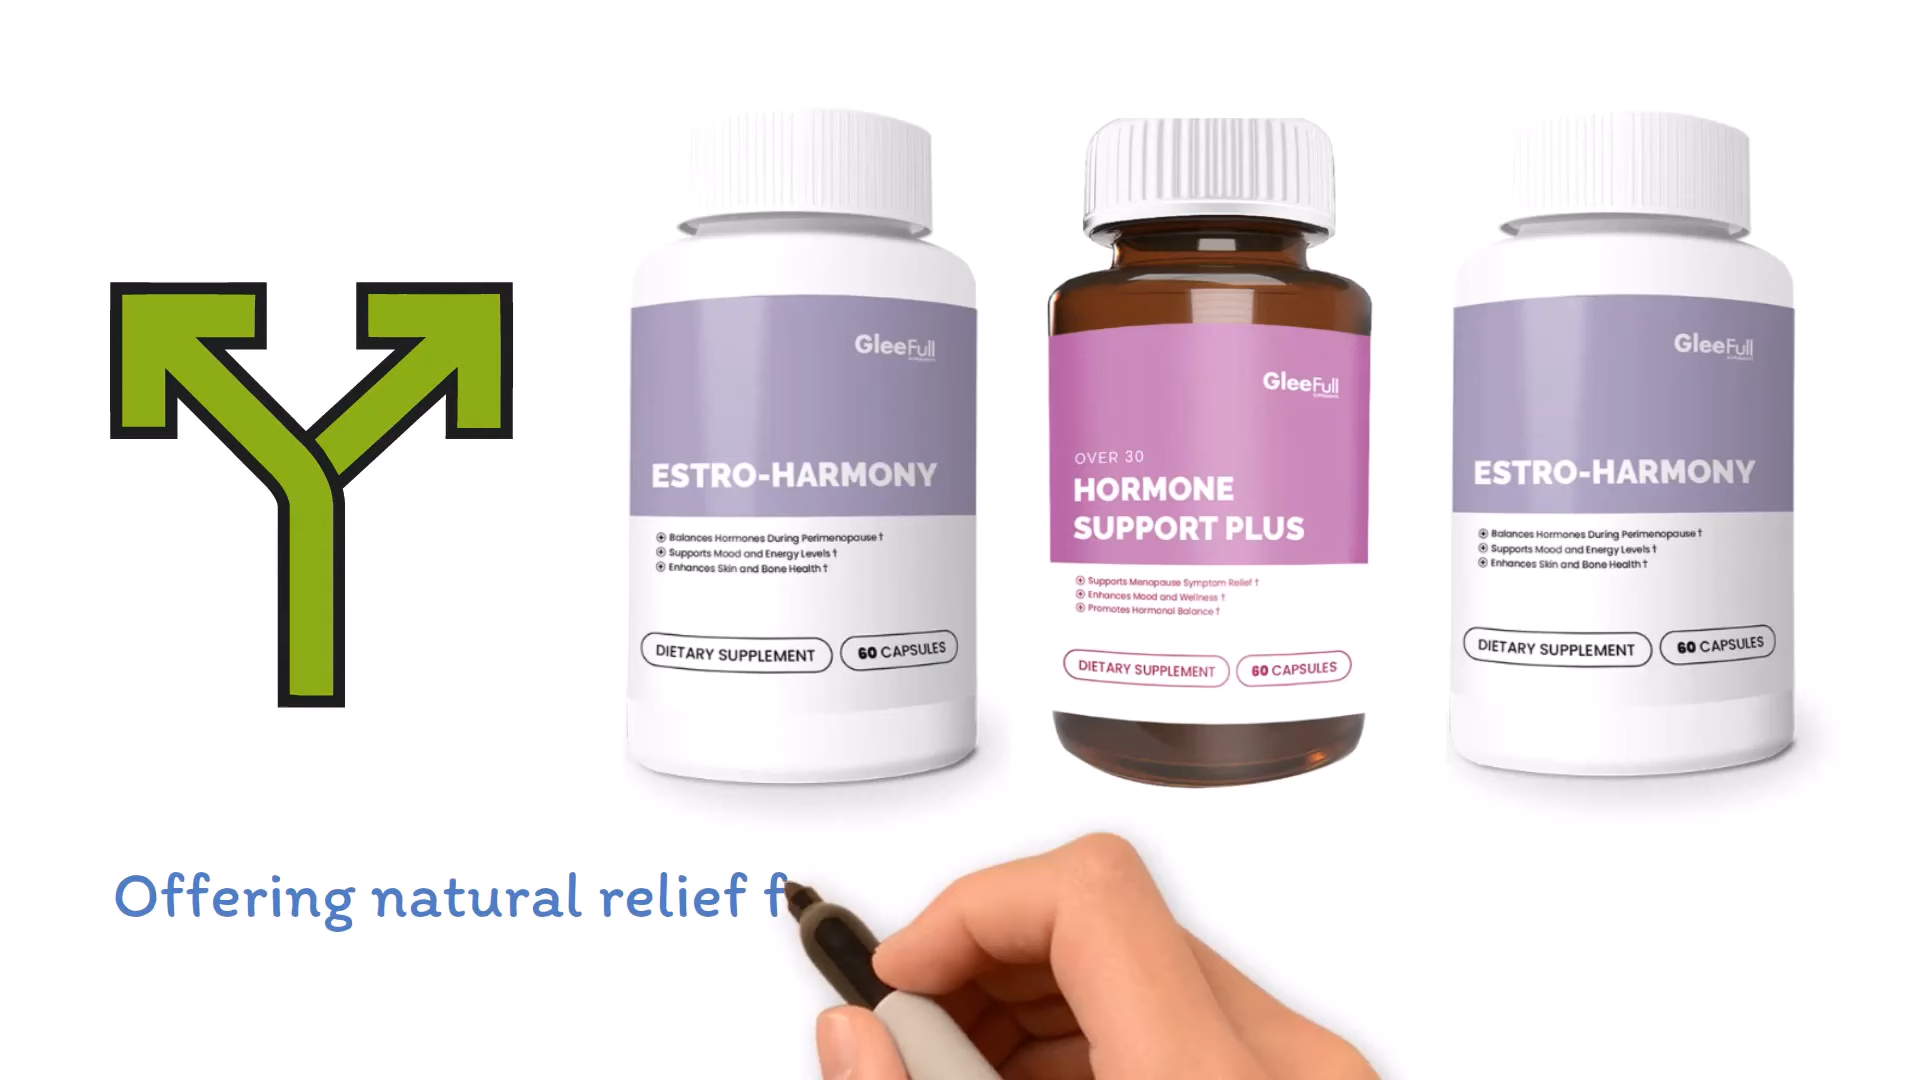 GleeFull
ESTRO-HARMONY
Balances Hormones During Perimenopause †
Supports Mood and Energy Levels †
Enhances Skin and Bone Health †
DIETARY SUPPLEMENT
60 CAPSULES
GleeFull
OVER 30
HORMONE
SUPPORT PLUS
Supports Menopause Symptom Relief †
Enhances Mood and Wellness †
Promotes Hormonal Balance †
DIETARY SUPPLEMENT
60 CAPSULES
GleeFull
ESTRO-HARMONY
Balances Hormones During Perimenopause †
Supports Mood and Energy Levels †
Enhances Skin and Bone Health †
DIETARY SUPPLEMENT
60 CAPSULES
Offering natural relief f